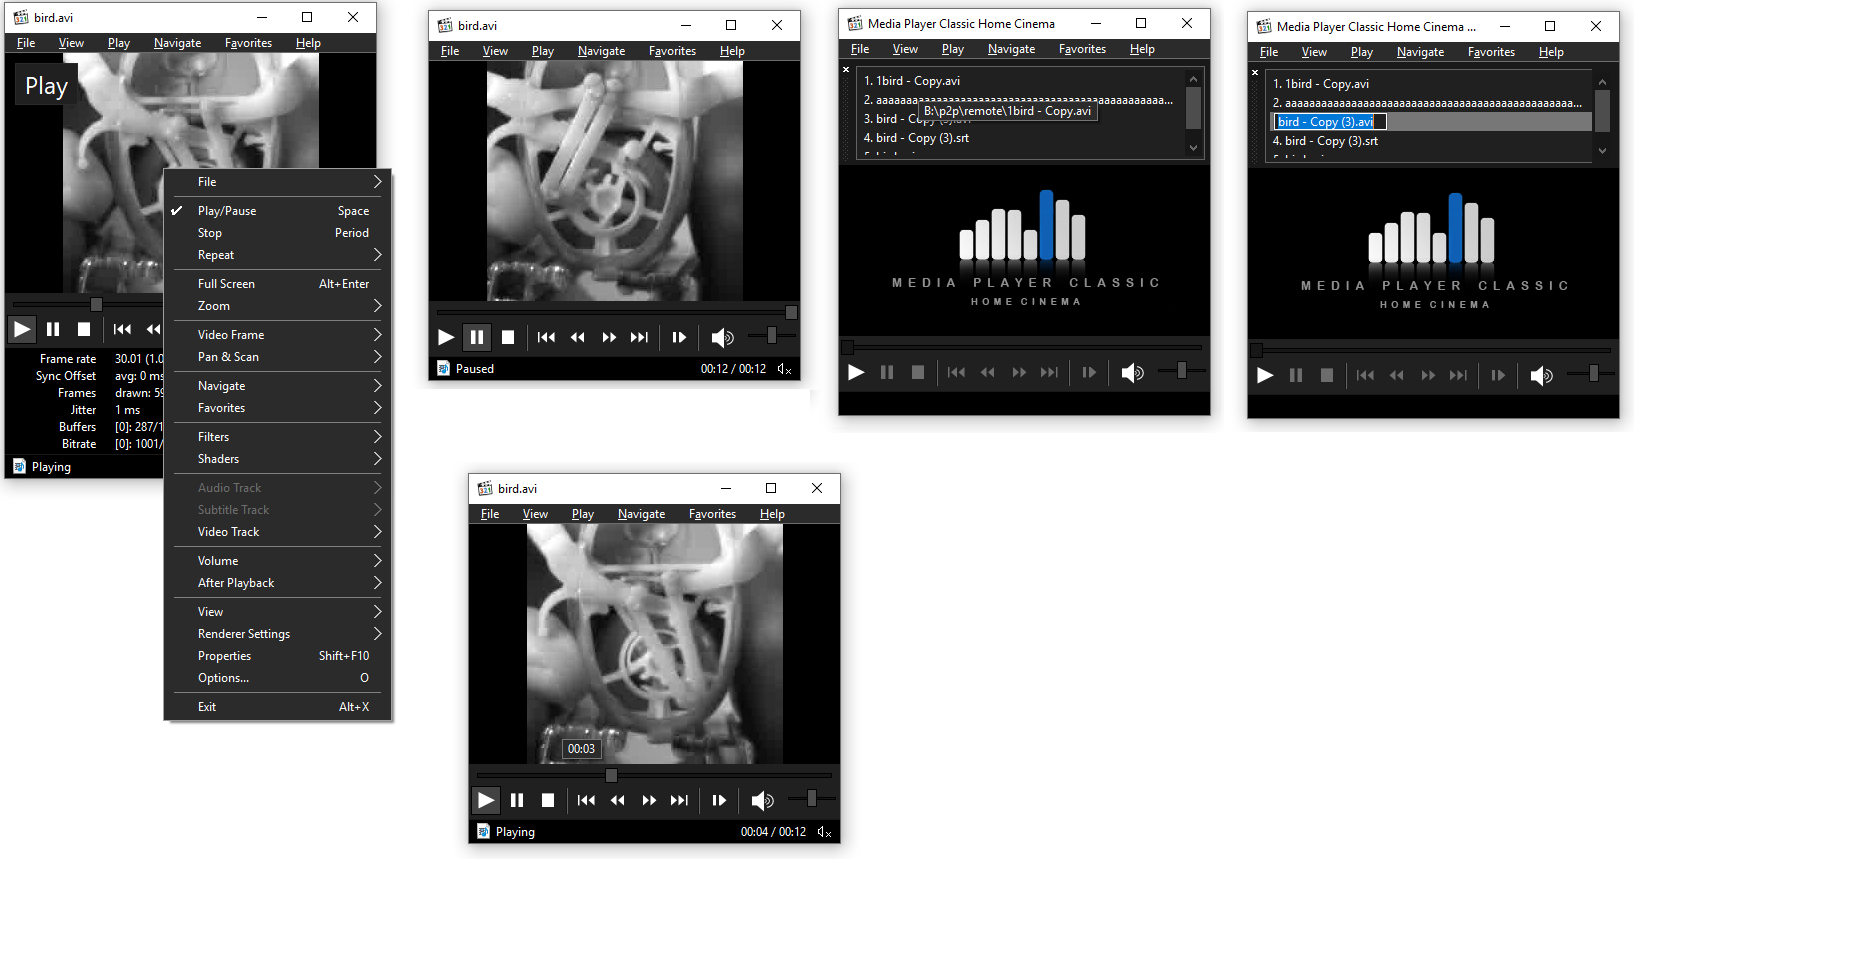 bird.avi
File View Play Navigate Favorites Help
Play
File
Play/Pause Space
Stop Period
Repeat
Full Screen Alt+Enter
Zoom
Video Frame
Pan & Scan
Navigate
Favorites
Filters
Shaders
Audio Track
Subtitle Track
Video Track
Volume
After Playback
View
Renderer Settings
Properties Shift+F10
Options... O
Exit Alt+X
Frame rate 30.01 (1.0
Sync Offset avg: 0 ms
Frames drawn: 59
Jitter 1 ms
Buffers [0]: 287/1
Bitrate [0]: 1001/
Playing
bird.avi
File View Play Navigate Favorites Help
Paused 00:12 / 00:12
Media Player Classic Home Cinema
File View Play Navigate Favorites Help
1. 1bird - Copy.avi
2. aaaaaaaaaaaaaaaaaaaaaaaaaaaaaaaaaaaaaaaaaaaaaaaa...
B:\p2p\remote\1bird - Copy.avi
3. bird - Copy (3).avi
4. bird - Copy (3).srt
MEDIA PLAYER CLASSIC
HOME CINEMA
Media Player Classic Home Cinema ...
File View Play Navigate Favorites Help
1. 1bird - Copy.avi
2. aaaaaaaaaaaaaaaaaaaaaaaaaaaaaaaaaaaaaaaaaaaaaaaa...
bird - Copy (3).avi
4. bird - Copy (3).srt
MEDIA PLAYER CLASSIC
HOME CINEMA
bird.avi
File View Play Navigate Favorites Help
00:03
Playing 00:04 / 00:12